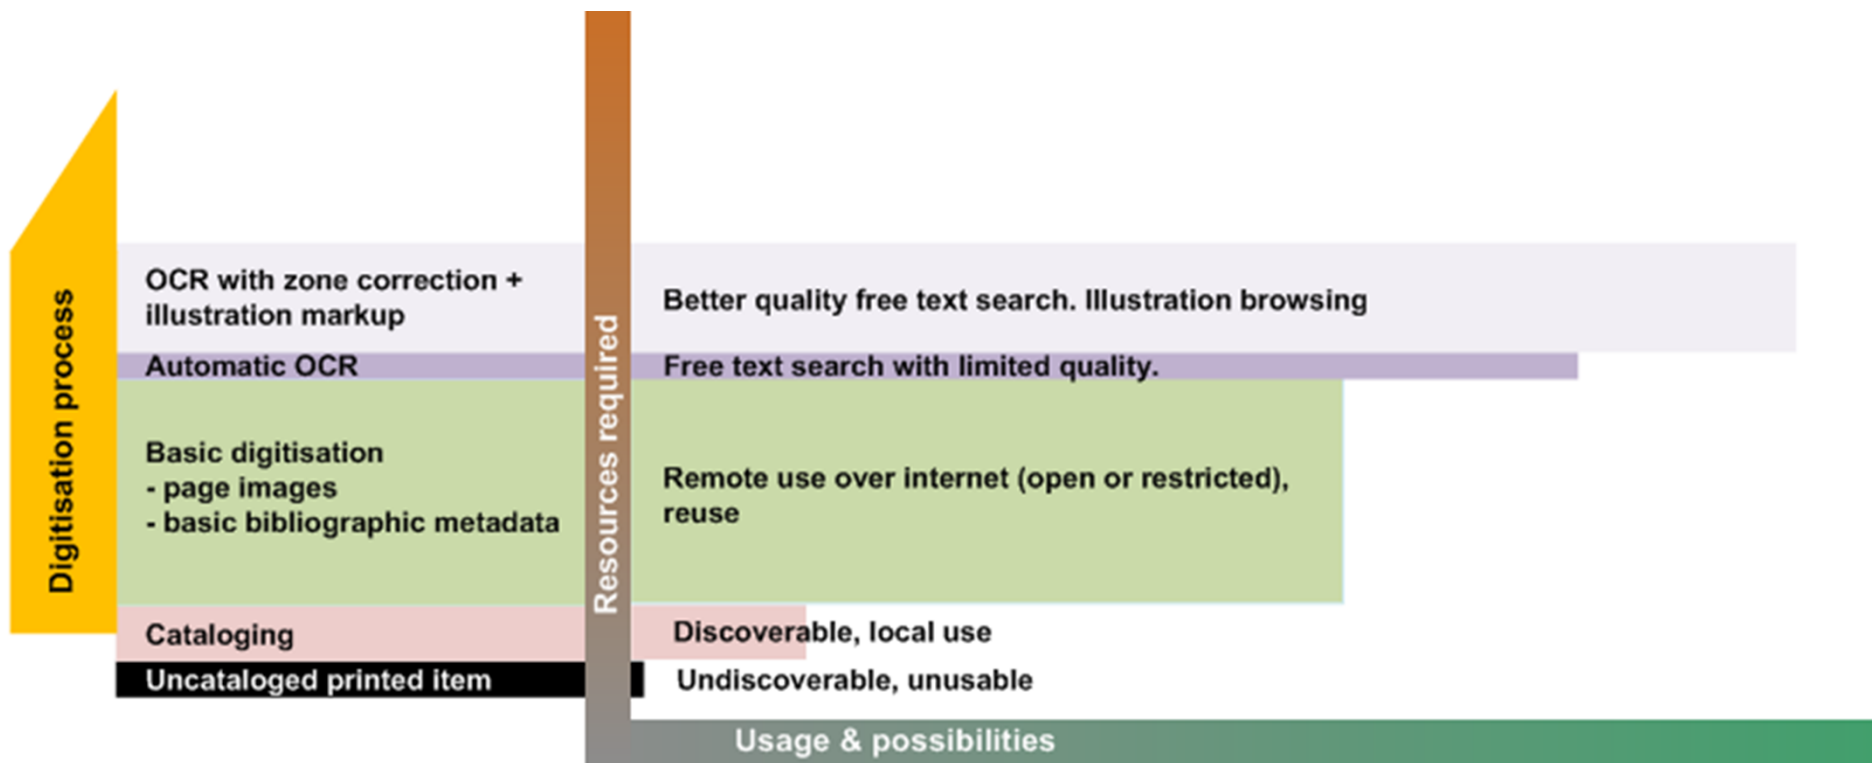 Digitisation process
OCR with zone correction +
illustration markup
Better quality free text search. Illustration browsing
Automatic OCR
Free text search with limited quality.
Basic digitisation
- page images
- basic bibliographic metadata
Remote use over internet (open or restricted),
reuse
Resources required
Cataloging
Discoverable, local use
Uncataloged printed item
Undiscoverable, unusable
Usage & possibilities